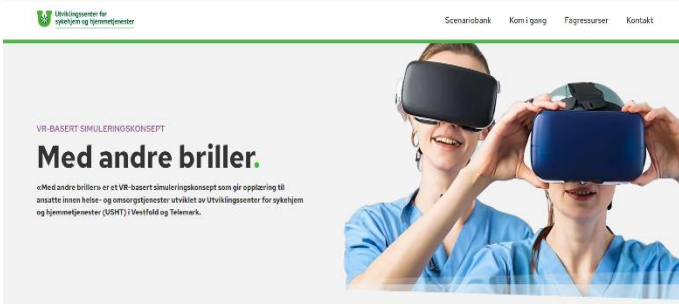 Utviklingssenter for
sykehjem og hjemmetjenester
Scenariobank Kom i gang Fagressurser Kontakt
VR-BASERT SIMULERINGSKONSEPT
Med andre briller.
«Med andre briller» er et VR-basert simuleringskonsept som gir opplæring til
ansatte innen helse- og omsorgstjenester utviklet av Utviklingssenter for sykehjem
og hjemmetjenester (USHT) i Vestfold og Telemark.